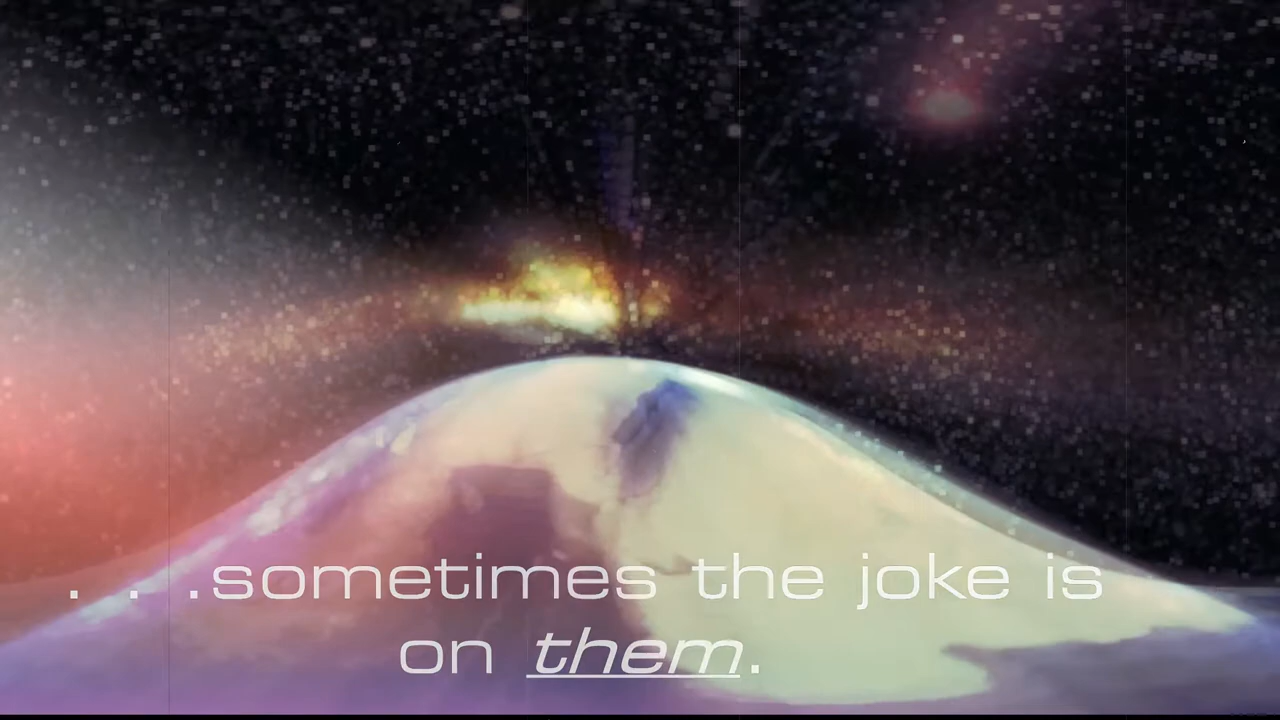 . . .sometimes the joke is
on them.